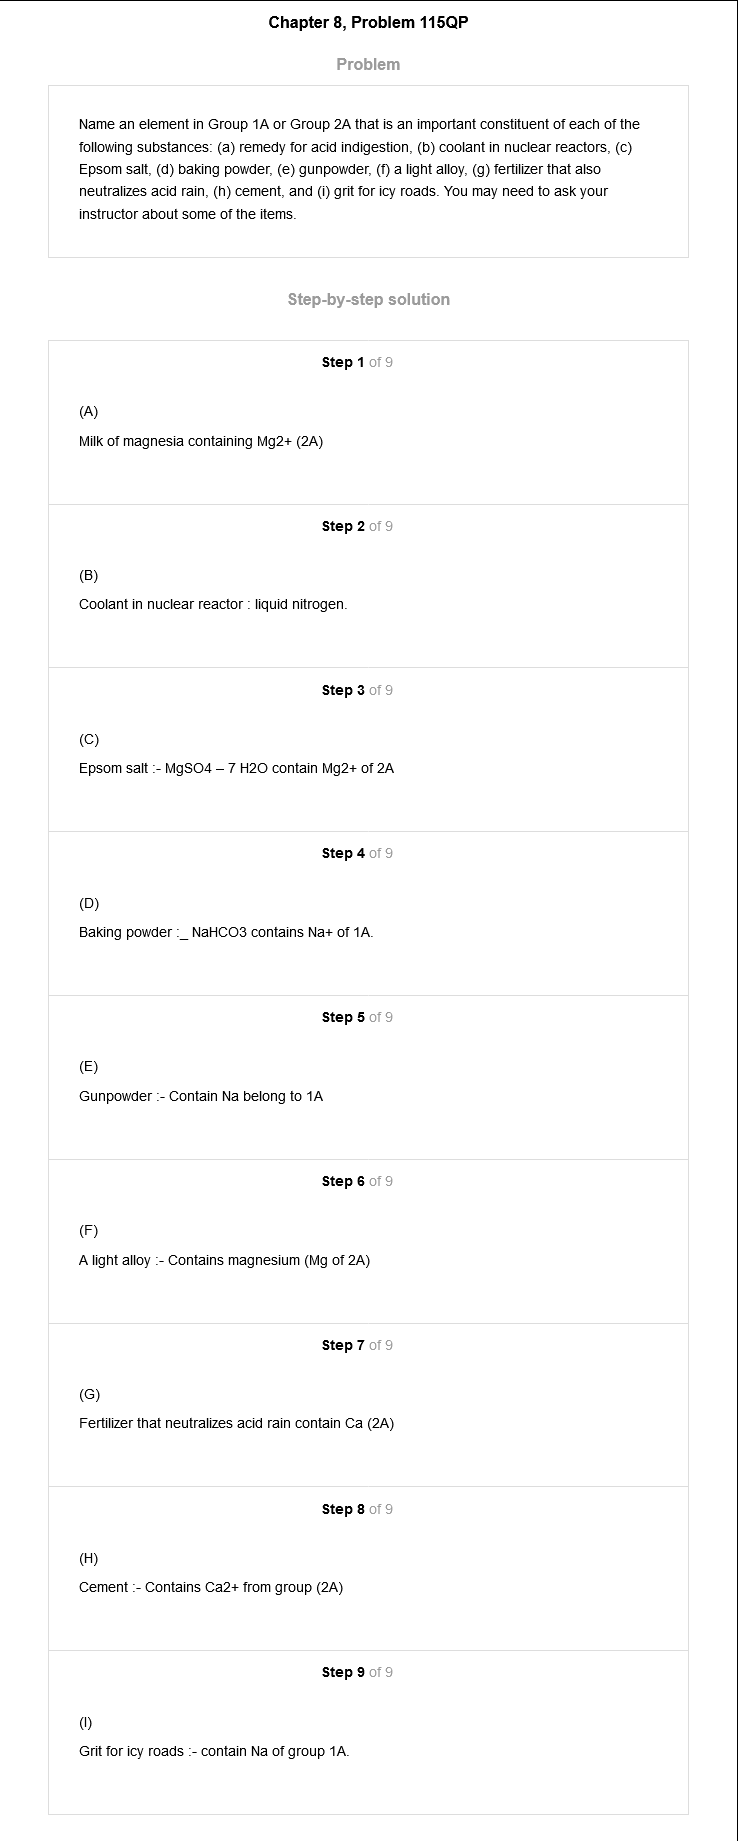 Chapter 8, Problem 115QP
Problem
Name an element in Group 1A or Group 2A that is an important constituent of each of the
following substances: (a) remedy for acid indigestion, (b) coolant in nuclear reactors, (c)
Epsom salt, (d) baking powder, (e) gunpowder, (f) a light alloy, (g) fertilizer that also
neutralizes acid rain, (h) cement, and (i) grit for icy roads. You may need to ask your
instructor about some of the items.
Step-by-step solution
Step 1 of 9
(A)
Milk of magnesia containing Mg2+ (2A)
Step 2 of 9
(B)
Coolant in nuclear reactor : liquid nitrogen.
Step 3 of 9
(C)
Epsom salt :- MgSO4 – 7 H2O contain Mg2+ of 2A
Step 4 of 9
(D)
Baking powder :_ NaHCO3 contains Na+ of 1A.
Step 5 of 9
(E)
Gunpowder :- Contain Na belong to 1A
Step 6 of 9
(F)
A light alloy :- Contains magnesium (Mg of 2A)
Step 7 of 9
(G)
Fertilizer that neutralizes acid rain contain Ca (2A)
Step 8 of 9
(H)
Cement :- Contains Ca2+ from group (2A)
Step 9 of 9
(I)
Grit for icy roads :- contain Na of group 1A.